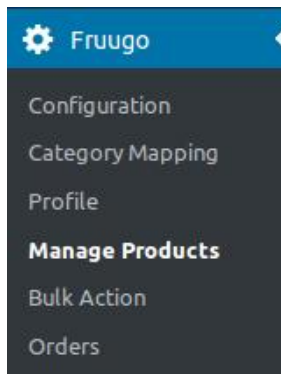 Fruugo
Configuration
Category Mapping
Profile
Manage Products
Bulk Action
Orders